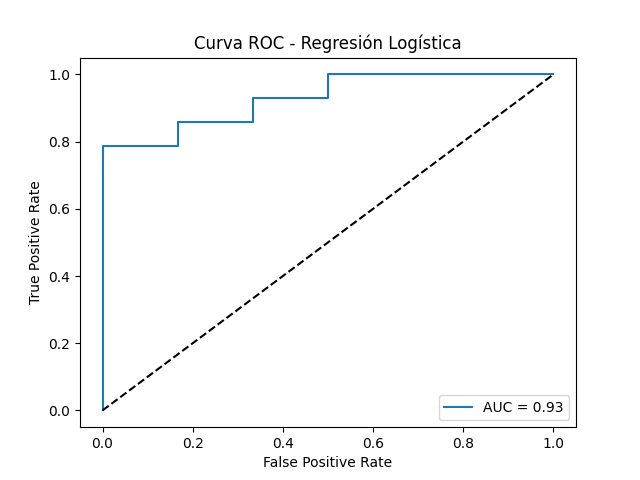 Curva ROC - Regresión Logística
True Positive Rate
1.0
0.8
0.6
0.4
0.2
0.0
0.0 0.2 0.4 0.6 0.8 1.0
False Positive Rate
AUC = 0.93